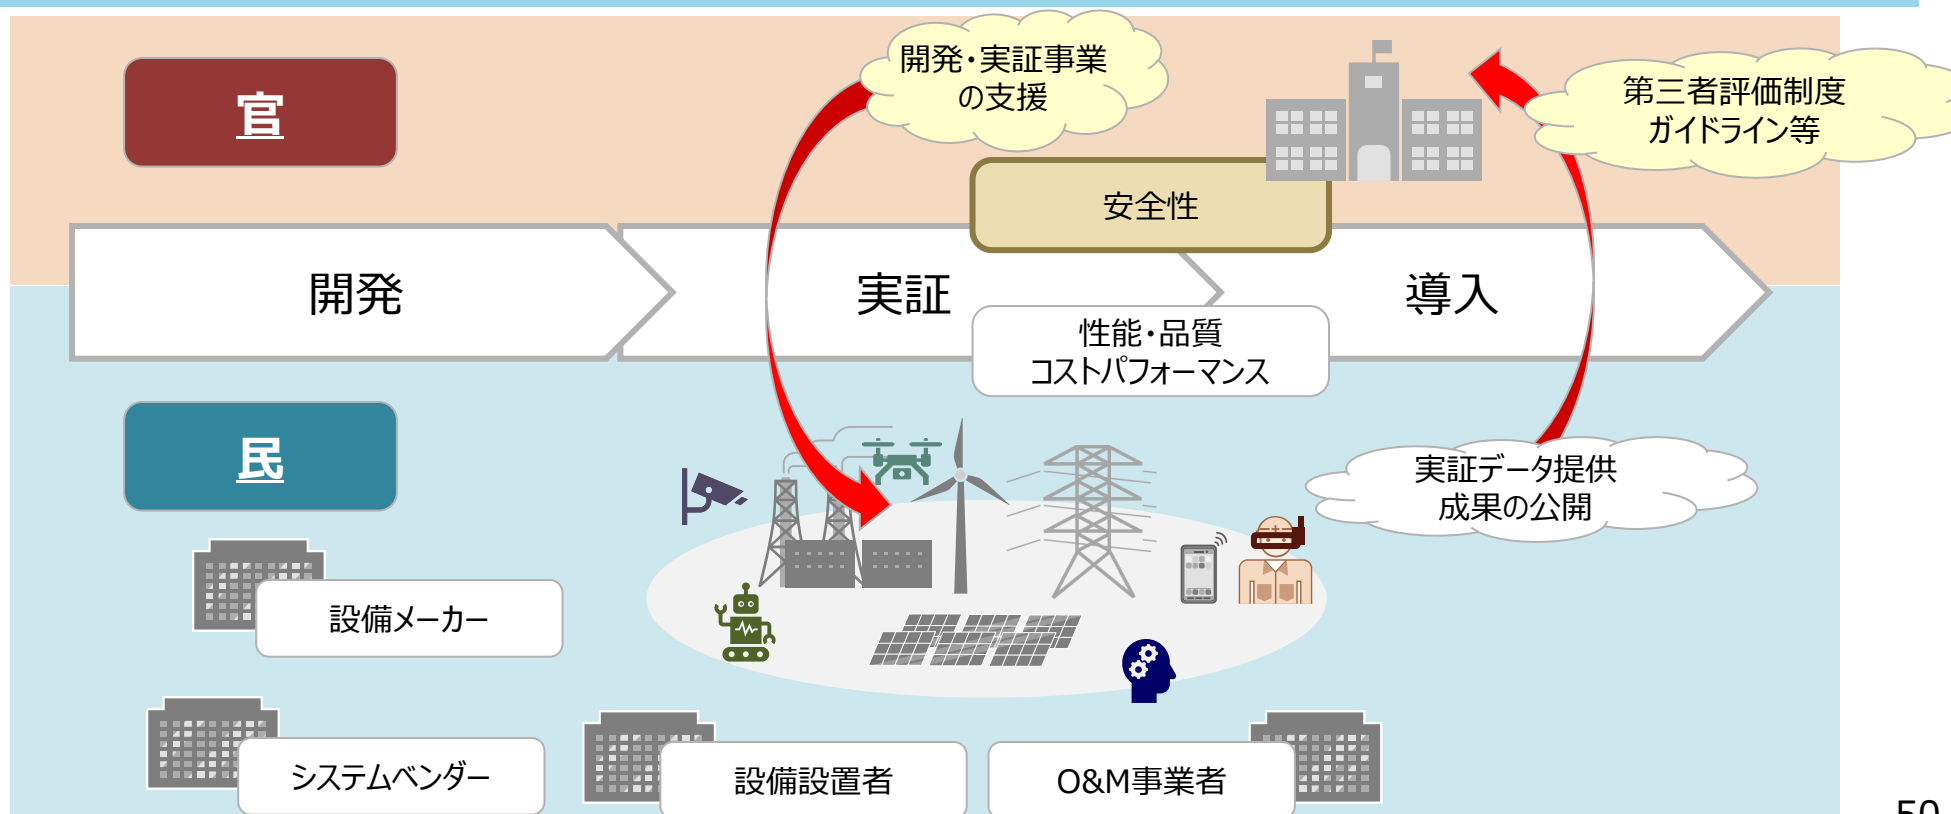 官
開発・実証事業
の支援
第三者評価制度
ガイドライン等
安全性
開発
実証
導入
性能・品質
コストパフォーマンス
民
実証データ提供
成果の公開
設備メーカー
システムベンダー
設備設置者
O&M事業者